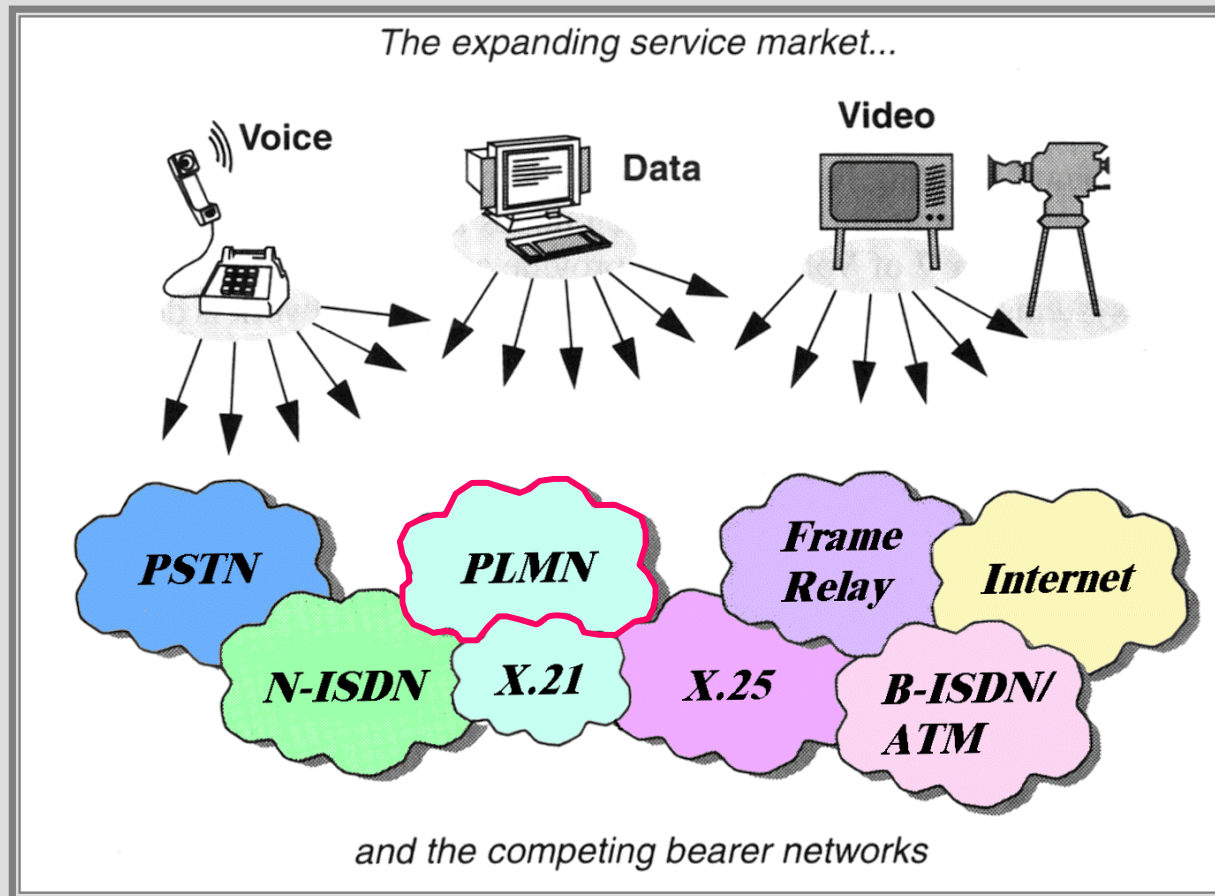 The expanding service market...
Voice
Data
Video
PSTN
PLMN
Frame
Relay
Internet
N-ISDN
X.21
X.25
B-ISDN/
ATM
and the competing bearer networks